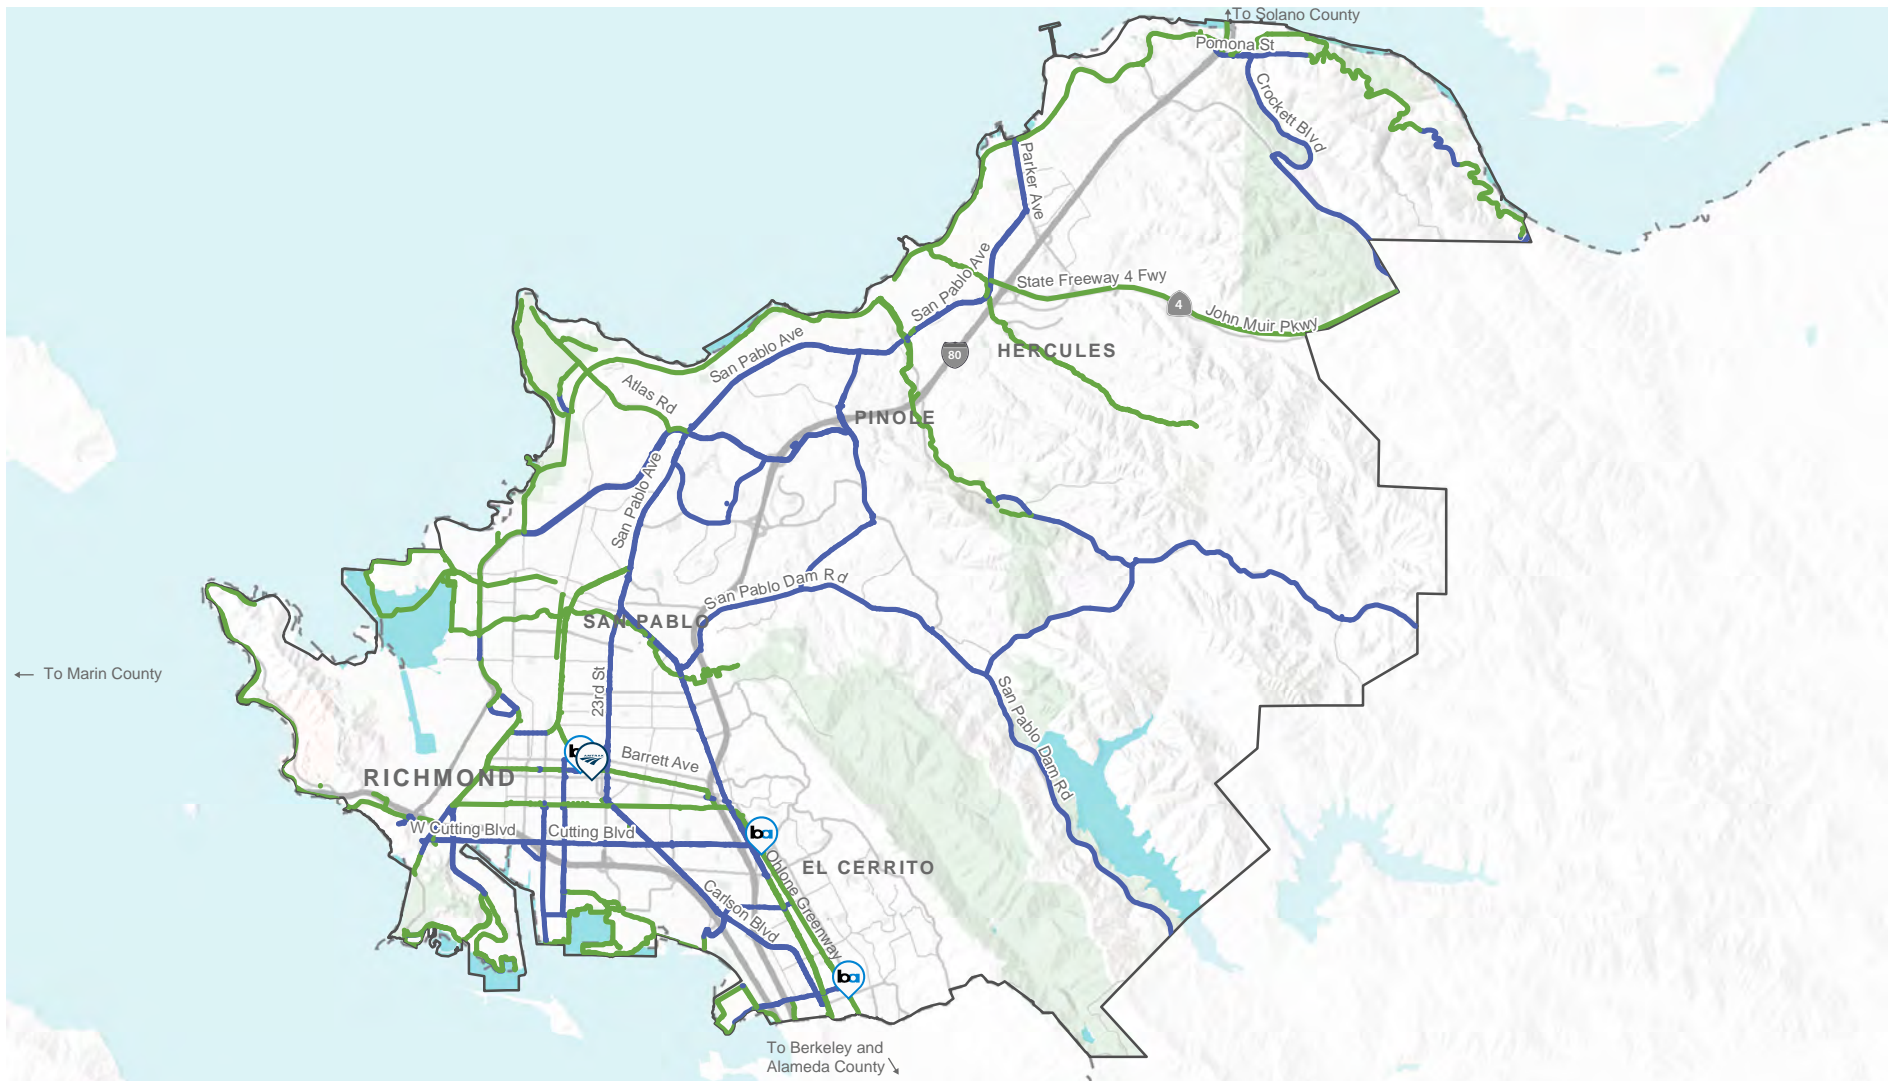 To Solano County
Pomona St
Crockett Blvd
Parker Ave
San Pablo Ave
State Freeway 4 Fwy
4
John Muir Pkwy
San Pablo Ave
80
HERCULES
Atlas Rd
PINOLE
San Pablo Ave
San Pablo Dam Rd
SAN PABLO
To Marin County
23rd St
San Pablo Dam Rd
ba
Barrett Ave
RICHMOND
W Cutting Blvd
Cutting Blvd
ba
Ohlone Greenway
EL CERRITO
Carlson Blvd
ba
To Berkeley and
Alameda County